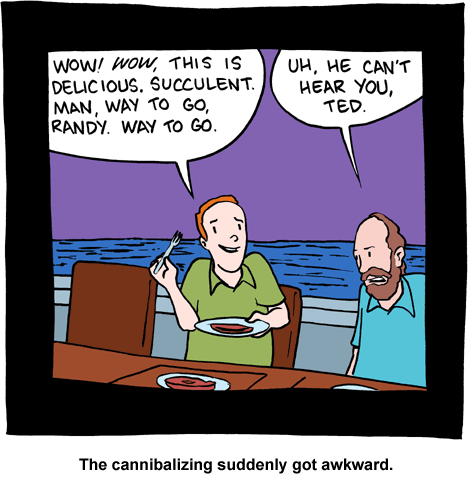 WOW! WOW, THIS IS
DELICIOUS. SUCCULENT.
MAN, WAY TO GO,
RANDY. WAY TO GO.
UH, HE CAN'T
HEAR YOU,
TED.
The cannibalizing suddenly got awkward.